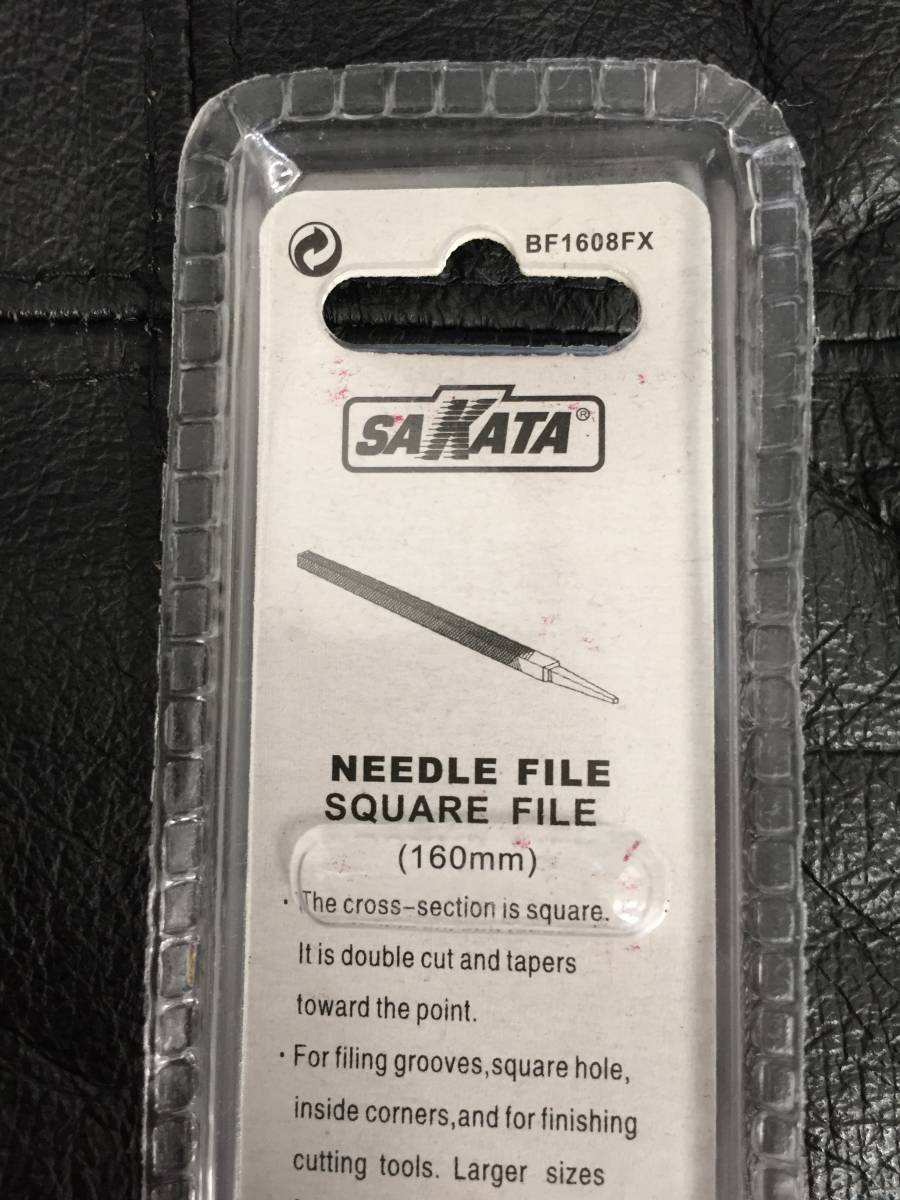 BF1608FX
SAKATA®
NEEDLE FILE
SQUARE FILE
(160mm)
· The cross-section is square.
It is double cut and tapers
toward the point.
· For filing grooves,square hole,
inside corners,and for finishing
cutting tools. Larger sizes